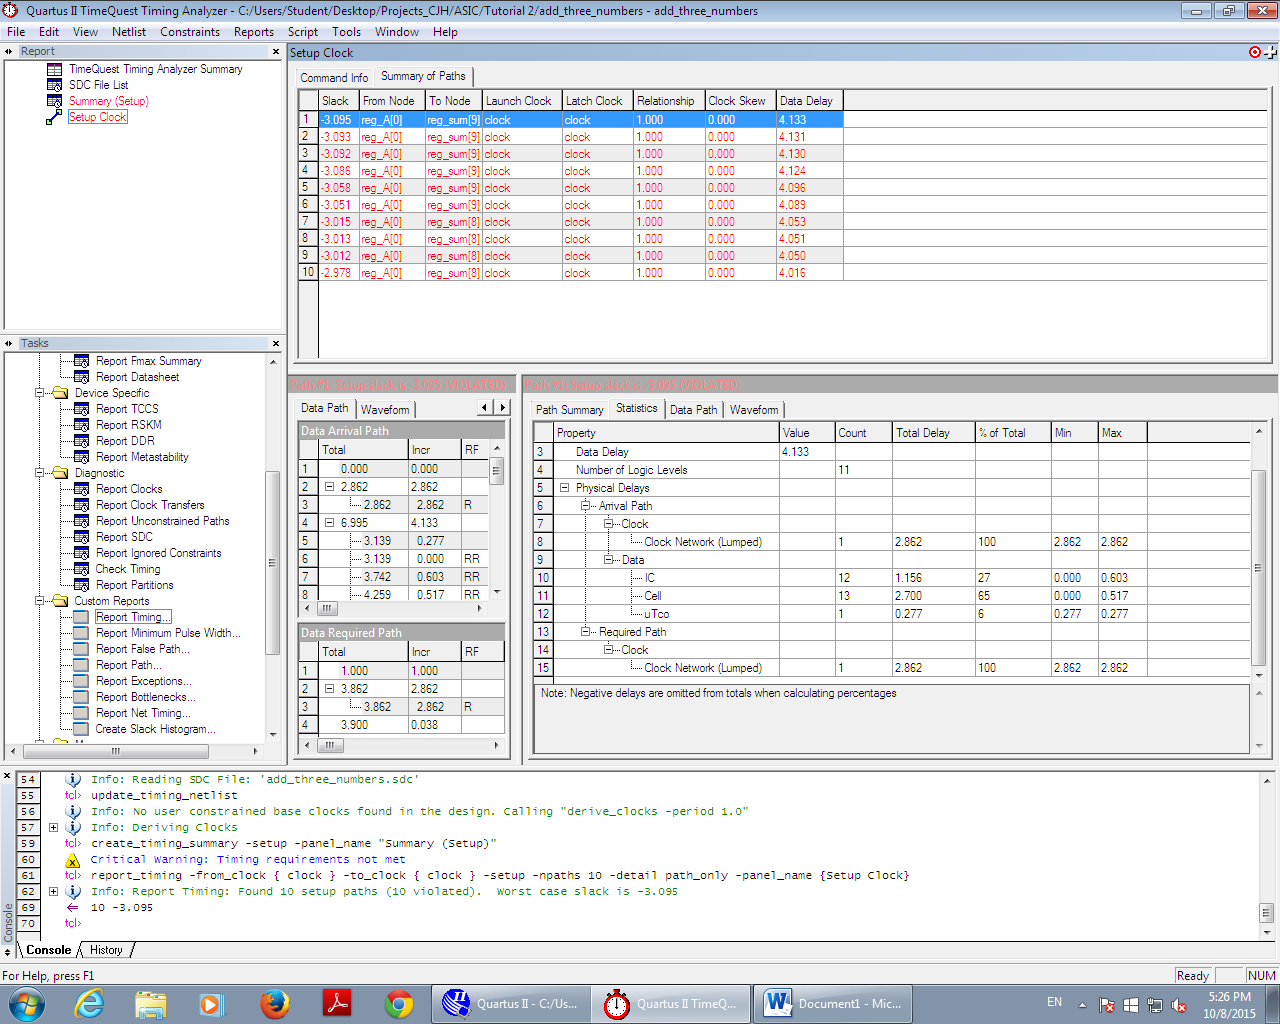 Quartus II TimeQuest Timing Analyzer - C:/Users/Student/Desktop/Projects_CJH/ASIC/Tutorial 2/add_three_numbers - add_three_numbers
File Edit View Netlist Constraints Reports Script Tools Window Help
Report
TimeQuest Timing Analyzer Summary
SDC File List
Summary (Setup)
Setup Clock
Setup Clock
Command Info Summary of Paths
Slack From Node To Node Launch Clock Latch Clock Relationship Clock Skew Data Delay
1 -3.095 reg_A[0] reg_sum[9] clock clock 1.000 0.000 4.133
2 -3.093 reg_A[0] reg_sum[9] clock clock 1.000 0.000 4.131
3 -3.092 reg_A[0] reg_sum[9] clock clock 1.000 0.000 4.130
4 -3.086 reg_A[0] reg_sum[9] clock clock 1.000 0.000 4.124
5 -3.058 reg_A[0] reg_sum[9] clock clock 1.000 0.000 4.096
6 -3.051 reg_A[0] reg_sum[9] clock clock 1.000 0.000 4.089
7 -3.015 reg_A[0] reg_sum[8] clock clock 1.000 0.000 4.053
8 -3.013 reg_A[0] reg_sum[8] clock clock 1.000 0.000 4.051
9 -3.012 reg_A[0] reg_sum[8] clock clock 1.000 0.000 4.050
10 -2.978 reg_A[0] reg_sum[8] clock clock 1.000 0.000 4.016
Tasks
Report Fmax Summary
Report Datasheet
Device Specific
Report TCCS
Report RSKM
Report DDR
Report Metastability
Diagnostic
Report Clocks
Report Clock Transfers
Report Unconstrained Paths
Report SDC
Report Ignored Constraints
Check Timing
Report Partitions
Custom Reports
Report Timing...
Report Minimum Pulse Width...
Report False Path...
Report Path...
Report Exceptions...
Report Bottlenecks...
Report Net Timing...
Create Slack Histogram...
Path #1: Setup slack is -3.095 (VIOLATED)
Data Path Waveform
Data Arrival Path
Total Incr RF
1 0.000 0.000
2 2.862 2.862
3 2.862 2.862 R
4 6.995 4.133
5 3.139 0.277
6 3.139 0.000 RR
7 3.742 0.603 RR
8 4.259 0.517 RR
Data Required Path
Total Incr RF
1 1.000 1.000
2 3.862 2.862
3 3.862 2.862 R
4 3.900 0.038
Path #1: Setup slack is -3.095 (VIOLATED)
Path Summary Statistics Data Path Waveform
Property Value Count Total Delay % of Total Min Max
3 Data Delay 4.133
4 Number of Logic Levels 11
5 Physical Delays
6 Arrival Path
7 Clock
8 Clock Network (Lumped) 1 2.862 100 2.862 2.862
9 Data
10 IC 12 1.156 27 0.000 0.603
11 Cell 13 2.700 65 0.000 0.517
12 uTco 1 0.277 6 0.277 0.277
13 Required Path
14 Clock
15 Clock Network (Lumped) 1 2.862 100 2.862 2.862
Note: Negative delays are omitted from totals when calculating percentages
54 Info: Reading SDC File: 'add_three_numbers.sdc'
55 tcl> update_timing_netlist
56 Info: No user constrained base clocks found in the design. Calling "derive_clocks -period 1.0"
57 Info: Deriving Clocks
59 tcl> create_timing_summary -setup -panel_name "Summary (Setup)"
60 Critical Warning: Timing requirements not met
61 tcl> report_timing -from_clock { clock } -to_clock { clock } -setup -npaths 10 -detail path_only -panel_name {Setup Clock}
62 Info: Report Timing: Found 10 setup paths (10 violated). Worst case slack is -3.095
69 10 -3.095
70 tcl>
Console
Console History
For Help, press F1
Ready NUM
Quartus II - C:/Us... Quartus II TimeQ... Document1 - Mic... EN 5:26 PM
10/8/2015